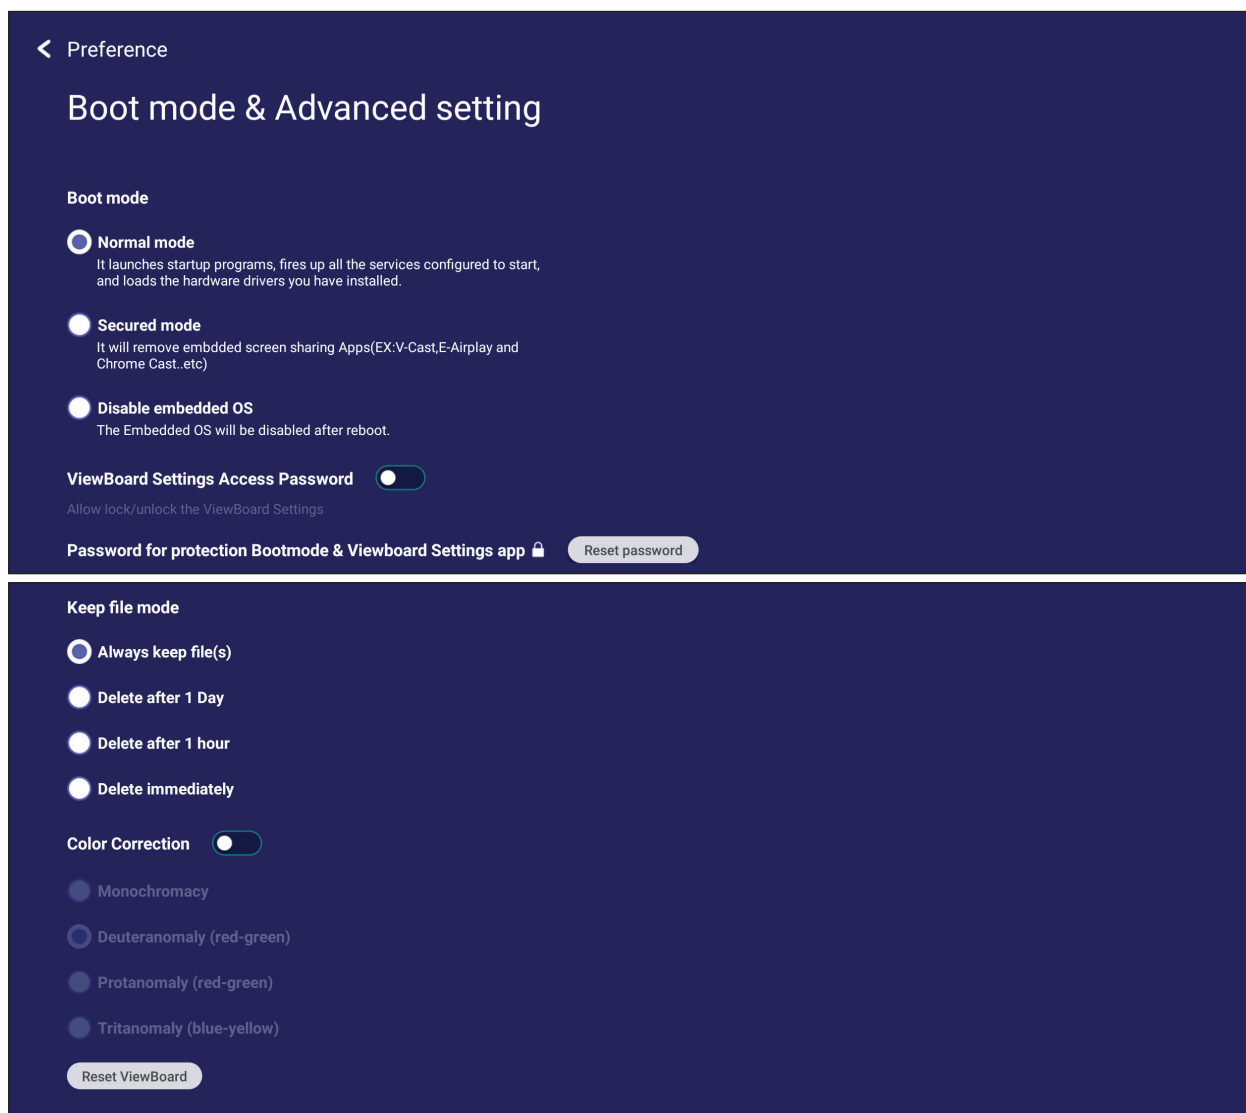 Preference
Boot mode & Advanced setting
Boot mode
Normal mode
It launches startup programs, fires up all the services configured to start,
and loads the hardware drivers you have installed.
Secured mode
It will remove embdded screen sharing Apps(EX:V-Cast,E-Airplay and
Chrome Cast..etc)
Disable embedded OS
The Embedded OS will be disabled after reboot.
ViewBoard Settings Access Password
Allow lock/unlock the ViewBoard Settings
Password for protection Bootmode & Viewboard Settings app
Reset password
Keep file mode
Always keep file(s)
Delete after 1 Day
Delete after 1 hour
Delete immediately
Color Correction
Monochromacy
Deuteranomaly (red-green)
Protanomaly (red-green)
Tritanomaly (blue-yellow)
Reset ViewBoard